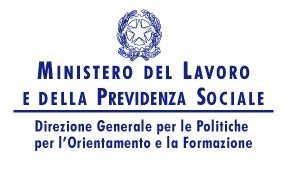 MINISTERO DEL LAVORO
E DELLA PREVIDENZA SOCIALE
Direzione Generale per le Politiche
per l'Orientamento e la Formazione